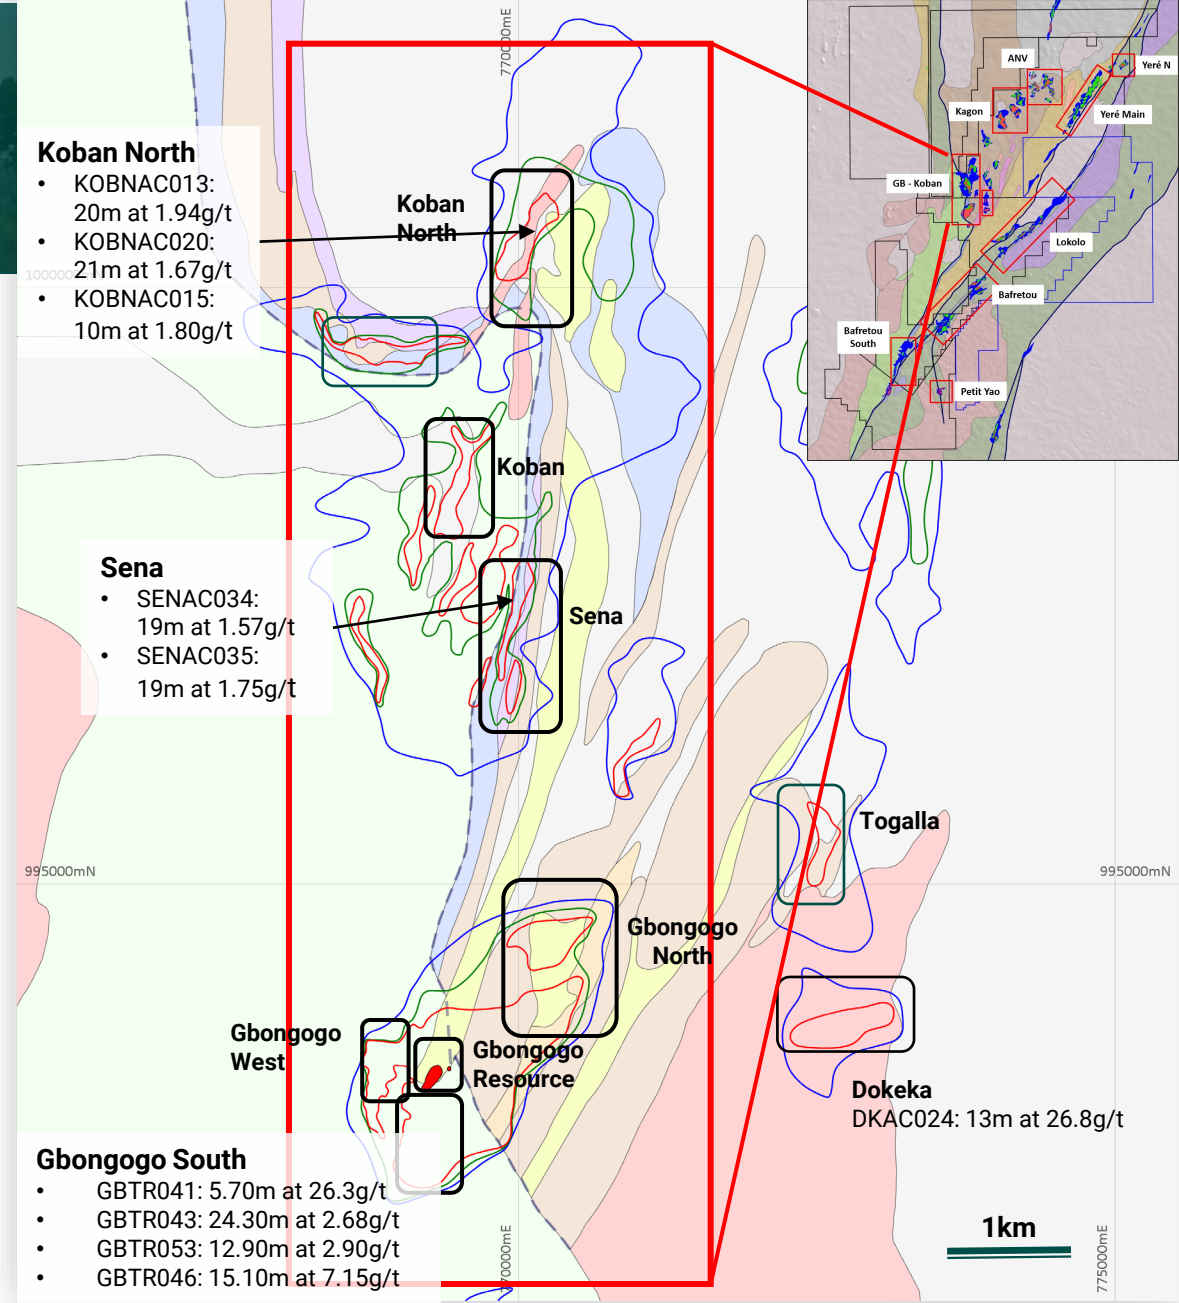 770000mE
ANV
Yeré N
Kagon
Yeré Main
GB - Koban
Lokolo
Bafretou
Bafretou
South
Petit Yao
Koban North
• KOBNAC013:
20m at 1.94g/t
• KOBNAC020:
21m at 1.67g/t
• KOBNAC015:
10m at 1.80g/t
Koban
North
Koban
Sena
• SENAC034:
19m at 1.57g/t
• SENAC035:
19m at 1.75g/t
Sena
Togalla
995000mN
995000mN
Gbongogo
North
Gbongogo
West
Gbongogo
Resource
Dokeka
DKAC024: 13m at 26.8g/t
Gbongogo South
• GBTR041: 5.70m at 26.3g/t
• GBTR043: 24.30m at 2.68g/t
• GBTR053: 12.90m at 2.90g/t
• GBTR046: 15.10m at 7.15g/t
1km
770000mE
775000mE